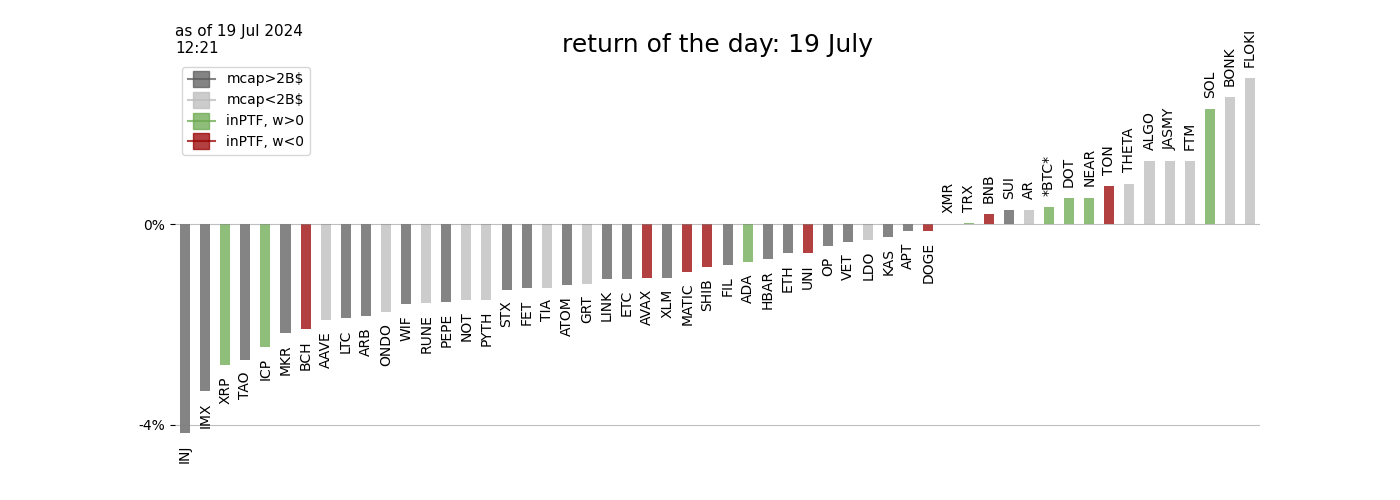 as of 19 Jul 2024
12:21
return of the day: 19 July
mcap>2B$
mcap<2B$
inPTF, w>0
inPTF, w<0
0%
-4%
INJ
IMX
XRP
TAO
ICP
MKR
BCH
AAVE
LTC
ARB
ONDO
WIF
RUNE
PEPE
NOT
PYTH
STX
FET
TIA
ATOM
GRT
LINK
ETC
AVAX
XLM
MATIC
SHIB
FIL
ADA
HBAR
ETH
UNI
OP
VET
LDO
KAS
APT
DOGE
XMR
TRX
BNB
SUI
AR
*BTC*
DOT
NEAR
TON
THETA
ALGO
JASMY
FTM
SOL
BONK
FLOKI